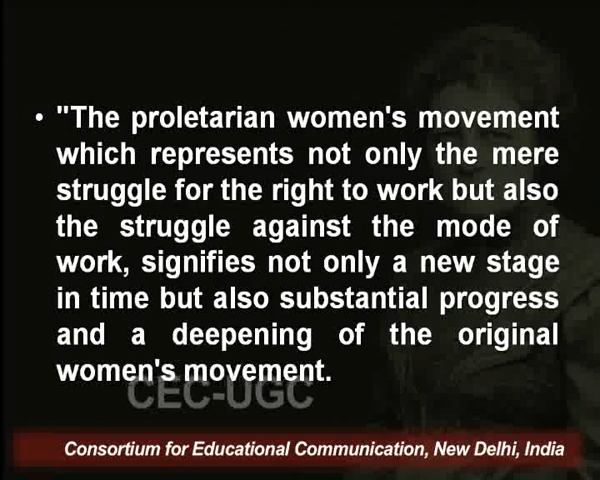 • "The proletarian women's movement
which represents not only the mere
struggle for the right to work but also
the struggle against the mode of
work, signifies not only a new stage
in time but also substantial progress
and a deepening of the original
women's movement.
CEC-UGC
Consortium for Educational Communication, New Delhi, India